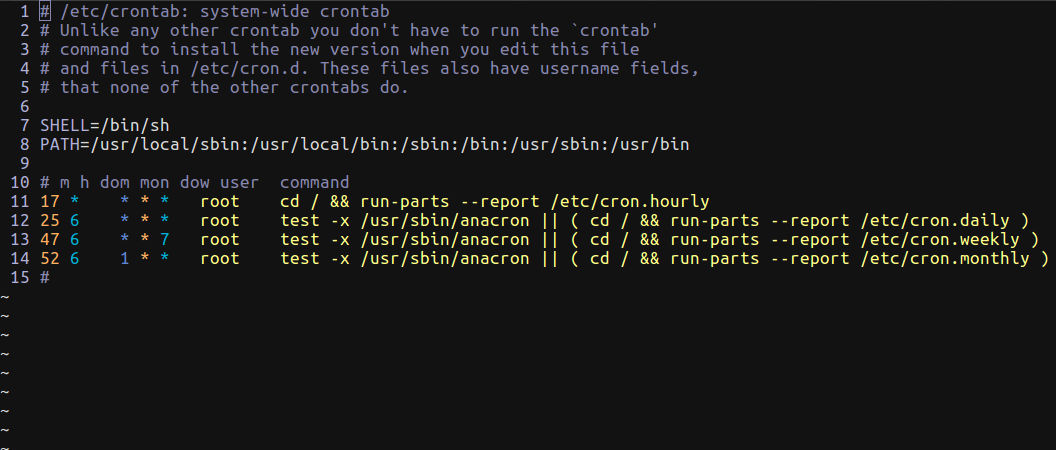 1 # /etc/crontab: system-wide crontab
2 # Unlike any other crontab you don't have to run the `crontab'
3 # command to install the new version when you edit this file
4 # and files in /etc/cron.d. These files also have username fields,
5 # that none of the other crontabs do.
6
7 SHELL=/bin/sh
8 PATH=/usr/local/sbin:/usr/local/bin:/sbin:/bin:/usr/sbin:/usr/bin
9
10 # m h dom mon dow user  command
11 17 *    * * *   root    cd / && run-parts --report /etc/cron.hourly
12 25 6    * * *   root    test -x /usr/sbin/anacron || ( cd / && run-parts --report /etc/cron.daily )
13 47 6    * * 7   root    test -x /usr/sbin/anacron || ( cd / && run-parts --report /etc/cron.weekly )
14 52 6    1 * *   root    test -x /usr/sbin/anacron || ( cd / && run-parts --report /etc/cron.monthly )
15 #
~
~
~
~
~
~
~
~
~